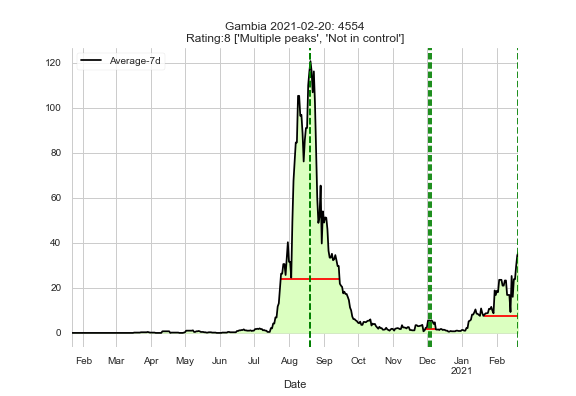 Gambia 2021-02-20: 4554
Rating:8 ['Multiple peaks', 'Not in control']
Average-7d
120
100
80
60
40
20
0
Feb Mar Apr May Jun Jul Aug Sep Oct Nov Dec Jan Feb
2021
Date